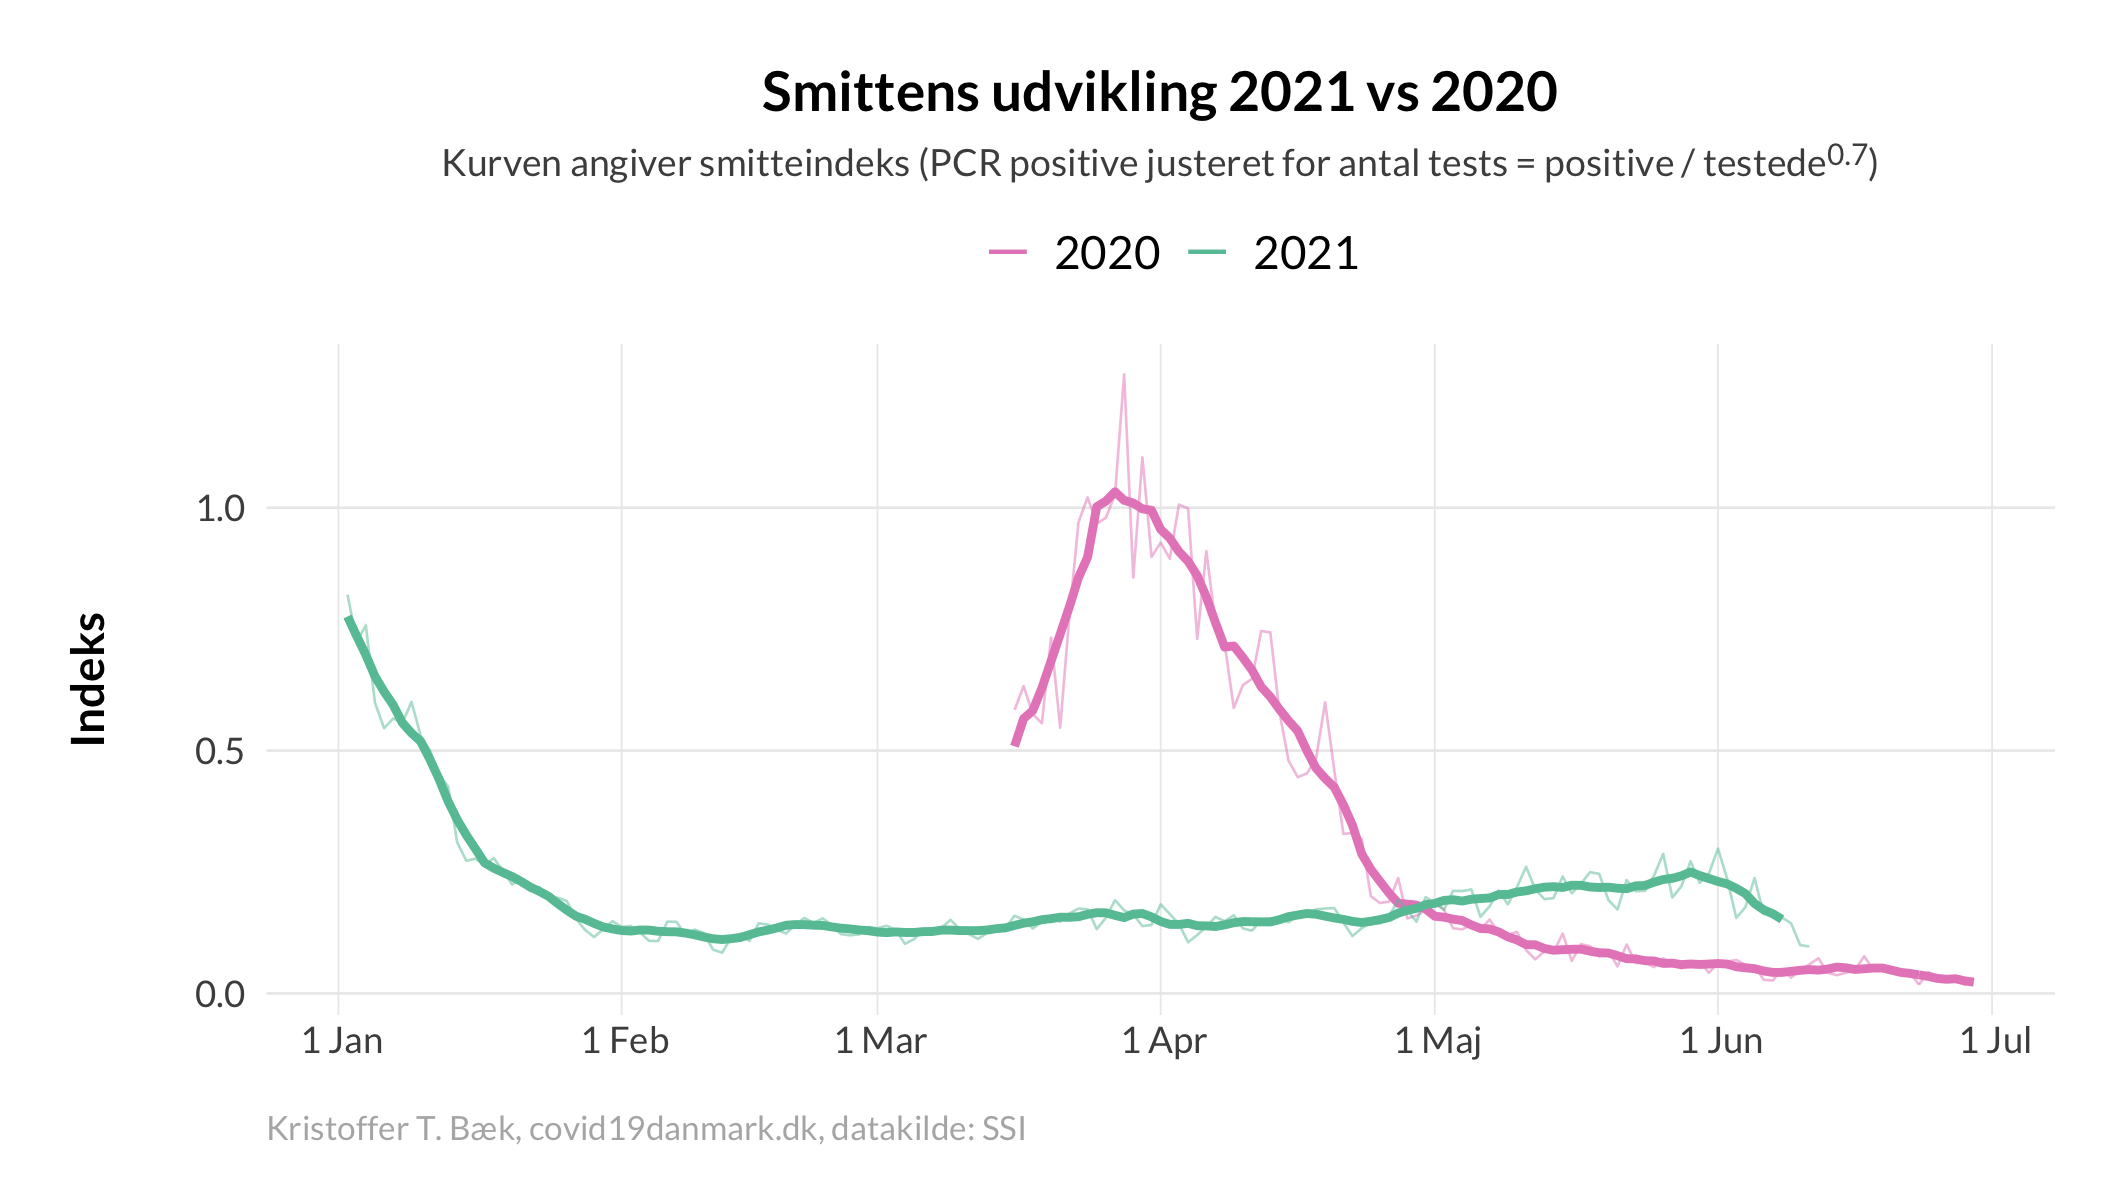 Smittens udvikling 2021 vs 2020
Kurven angiver smitteindeks (PCR positive justeret for antal tests = positive / testede^0.7)
2020 2021
Indeks
1.0
0.5
0.0
1 Jan 1 Feb 1 Mar 1 Apr 1 Maj 1 Jun 1 Jul
Kristoffer T. Bæk, covid19danmark.dk, datakilde: SSI